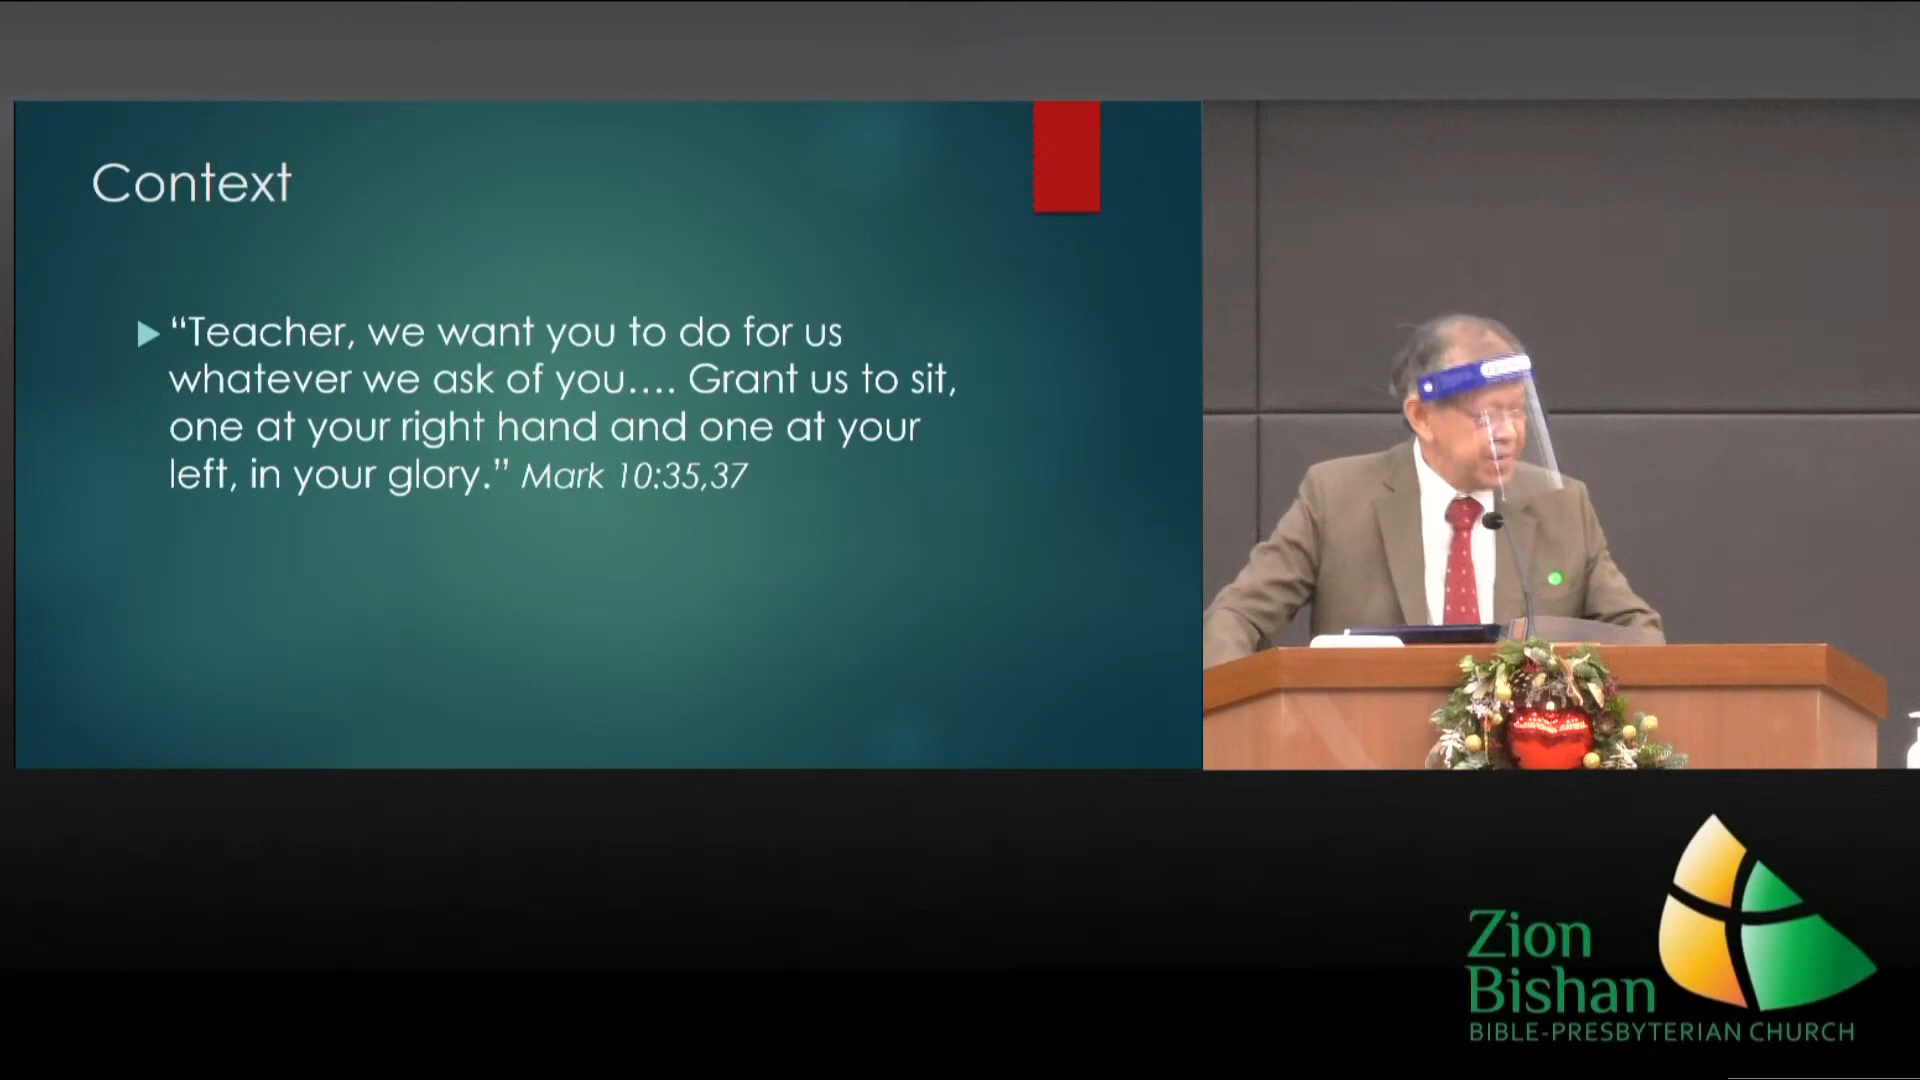 Context
“Teacher, we want you to do for us
whatever we ask of you.... Grant us to sit,
one at your right hand and one at your
left, in your glory.” Mark 10:35,37
Zion
Bishan
BIBLE-PRESBYTERIAN CHURCH